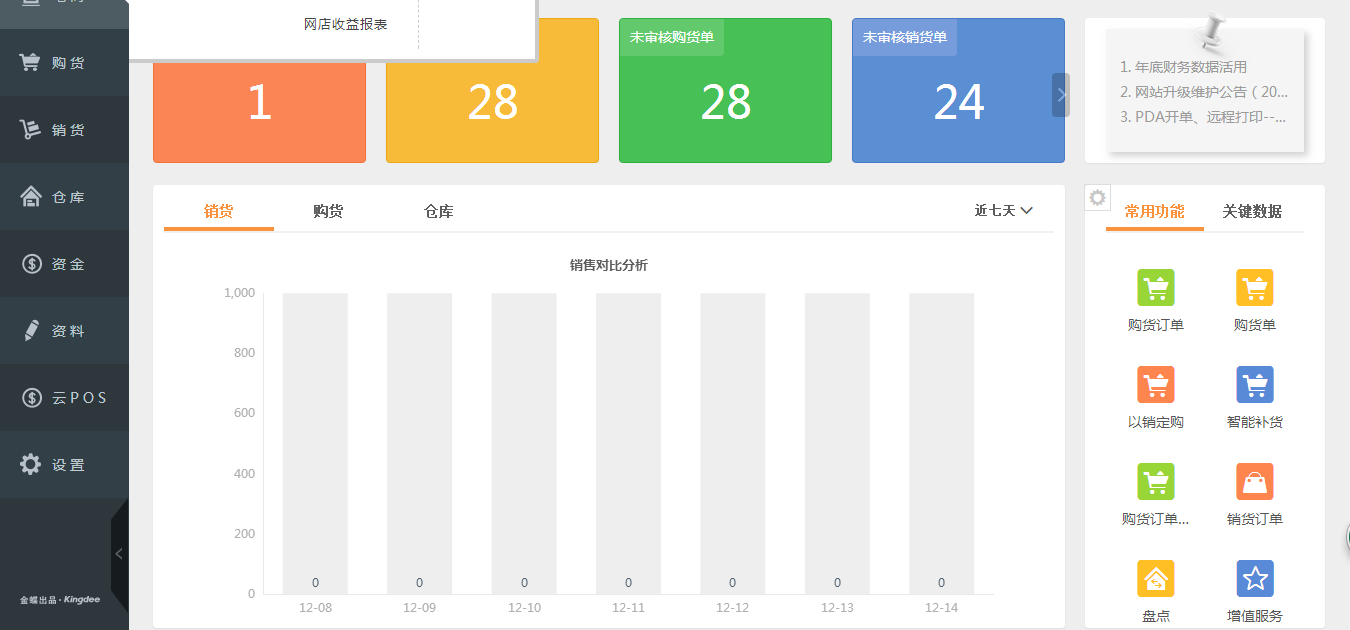 网店收益报表
购货
销货
仓库
资金
资料
云POS
设置
金蝶出品·Kingdee
1
28
未审核购货单
28
未审核销货单
24
1. 年底财务数据活用
2. 网站升级维护公告（20...
3. PDA开单、远程打印--...
销货 购货 仓库 近七天
销售对比分析
1,000
800
600
400
200
0
0 0 0 0 0 0 0
12-08 12-09 12-10 12-11 12-12 12-13 12-14
常用功能 关键数据
购货订单 购货单
以销定购 智能补货
购货订单... 销货订单
盘点 增值服务